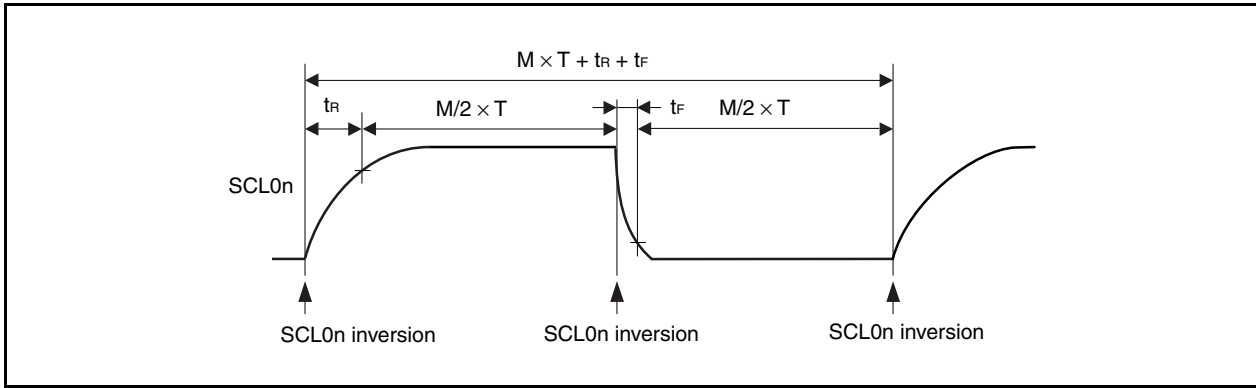 M × T + tR + tF
tR
M/2 × T
tF
M/2 × T
SCL0n
SCL0n inversion
SCL0n inversion
SCL0n inversion